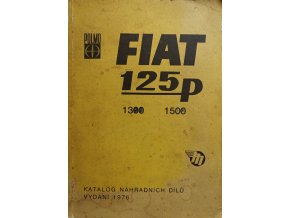 POLMO
FIAT
125p
1300 1500
KATALOG NÁHRADNÍCH DÍLŮ
VYDÁNÍ 1976